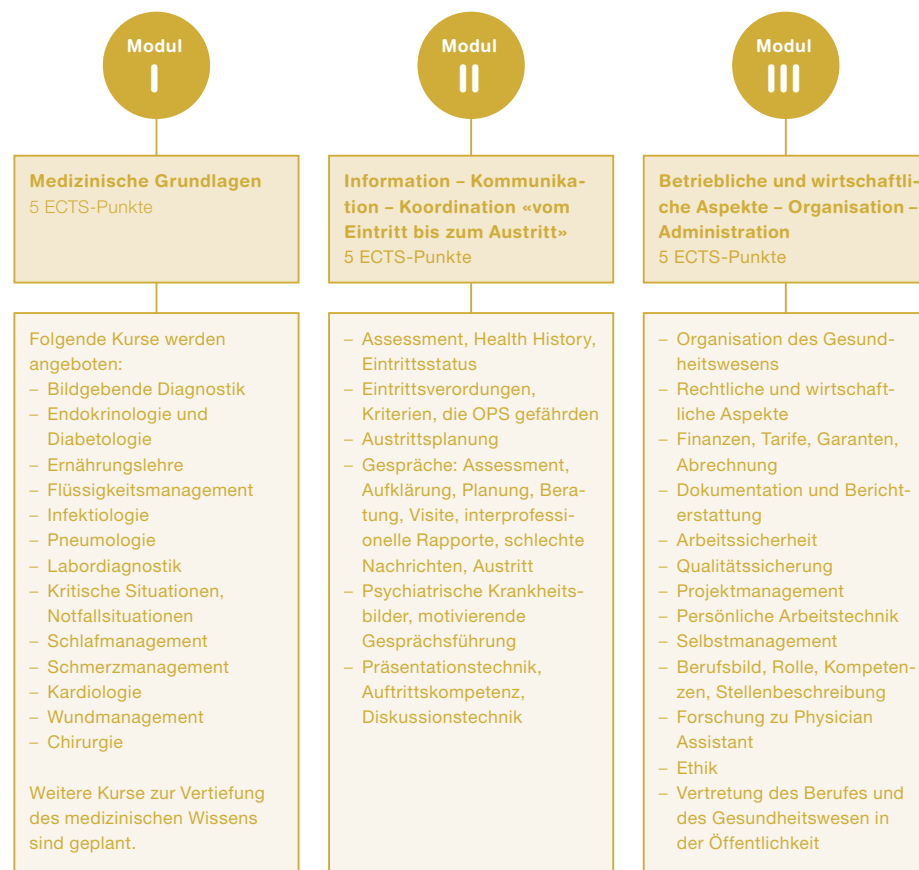 Modul
I
Medizinische Grundlagen
5 ECTS-Punkte
Folgende Kurse werden
angeboten:
– Bildgebende Diagnostik
– Endokrinologie und
Diabetologie
– Ernährungslehre
– Flüssigkeitsmanagement
– Infektiologie
– Pneumologie
– Labordiagnostik
– Kritische Situationen,
Notfallsituationen
– Schlafmanagement
– Schmerzmanagement
– Kardiologie
– Wundmanagement
– Chirurgie
Weitere Kurse zur Vertiefung
des medizinischen Wissens
sind geplant.
Modul
II
Information – Kommunika-
tion – Koordination «vom
Eintritt bis zum Austritt»
5 ECTS-Punkte
– Assessment, Health History,
Eintrittsstatus
– Eintrittsverordungen,
Kriterien, die OPS gefährden
– Austrittsplanung
– Gespräche: Assessment,
Aufklärung, Planung, Bera-
tung, Visite, interprofessi-
onelle Rapporte, schlechte
Nachrichten, Austritt
– Psychiatrische Krankheits-
bilder, motivierende
Gesprächsführung
– Präsentationstechnik,
Auftrittskompetenz,
Diskussionstechnik
Modul
III
Betriebliche und wirtschaftli-
che Aspekte – Organisation –
Administration
5 ECTS-Punkte
– Organisation des Gesund-
heitswesens
– Rechtliche und wirtschaft-
liche Aspekte
– Finanzen, Tarife, Garanten,
Abrechnung
– Dokumentation und Bericht-
erstattung
– Arbeitssicherheit
– Qualitätssicherung
– Projektmanagement
– Persönliche Arbeitstechnik
– Selbstmanagement
– Berufsbild, Rolle, Kompeten-
zen, Stellenbeschreibung
– Forschung zu Physician
Assistant
– Ethik
– Vertretung des Berufes und
des Gesundheitswesen in
der Öffentlichkeit